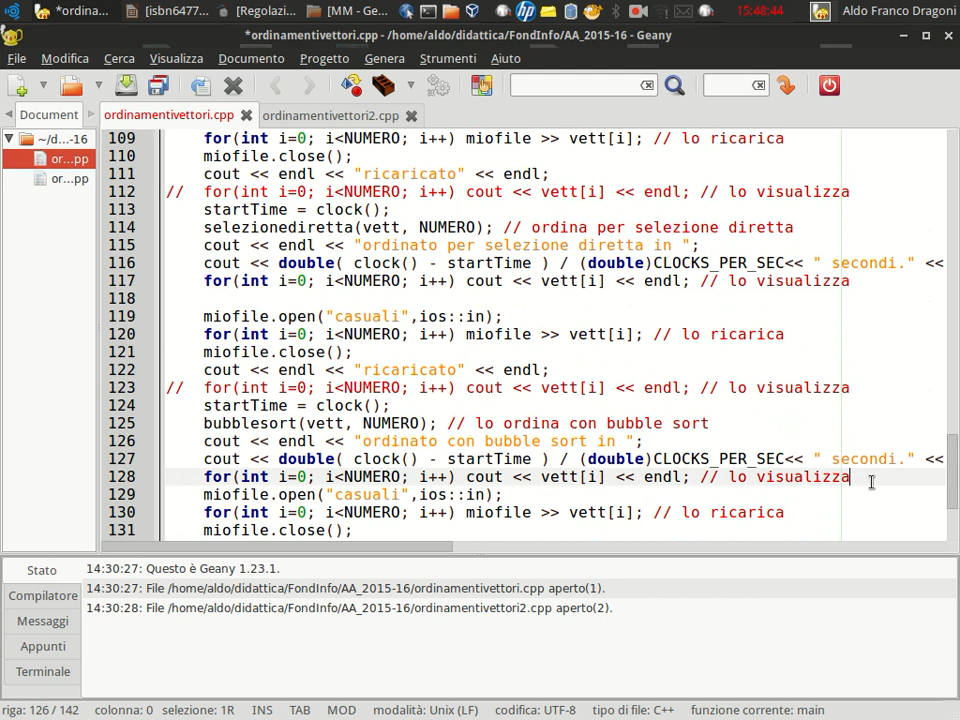 *ordina... [isbn6477... [Regolazi... [MM - Ge... 15:48:44 Aldo Franco Dragoni
*ordinamentivettori.cpp - /home/aldo/didattica/FondInfo/AA_2015-16 - Geany
File Modifica Cerca Visualizza Documento Progetto Genera Strumenti Aiuto
Document ordinamentivettori.cpp ordinamentivettori2.cpp
~/d...-16
or...pp
or...pp
109 for(int i=0; i<NUMERO; i++) miofile >> vett[i]; // lo ricarica
110 miofile.close();
111 cout << endl << "ricaricato" << endl;
112 // for(int i=0; i<NUMERO; i++) cout << vett[i] << endl; // lo visualizza
113 startTime = clock();
114 selezionediretta(vett, NUMERO); // ordina per selezione diretta
115 cout << endl << "ordinato per selezione diretta in ";
116 cout << double( clock() - startTime ) / (double)CLOCKS_PER_SEC<< " secondi." <<
117 for(int i=0; i<NUMERO; i++) cout << vett[i] << endl; // lo visualizza
118
119 miofile.open("casuali",ios::in);
120 for(int i=0; i<NUMERO; i++) miofile >> vett[i]; // lo ricarica
121 miofile.close();
122 cout << endl << "ricaricato" << endl;
123 // for(int i=0; i<NUMERO; i++) cout << vett[i] << endl; // lo visualizza
124 startTime = clock();
125 bubblesort(vett, NUMERO); // lo ordina con bubble sort
126 cout << endl << "ordinato con bubble sort in ";
127 cout << double( clock() - startTime ) / (double)CLOCKS_PER_SEC<< " secondi." <<
128 for(int i=0; i<NUMERO; i++) cout << vett[i] << endl; // lo visualizza
129 miofile.open("casuali",ios::in);
130 for(int i=0; i<NUMERO; i++) miofile >> vett[i]; // lo ricarica
131 miofile.close();
Stato
Compilatore
Messaggi
Appunti
Terminale
14:30:27: Questo è Geany 1.23.1.
14:30:27: File /home/aldo/didattica/FondInfo/AA_2015-16/ordinamentivettori.cpp aperto(1).
14:30:28: File /home/aldo/didattica/FondInfo/AA_2015-16/ordinamentivettori2.cpp aperto(2).
riga: 126 / 142 colonna: 0 selezione: 1R INS TAB MOD modalità: Unix (LF) codifica: UTF-8 tipo di file: C++ funzione corrente: main